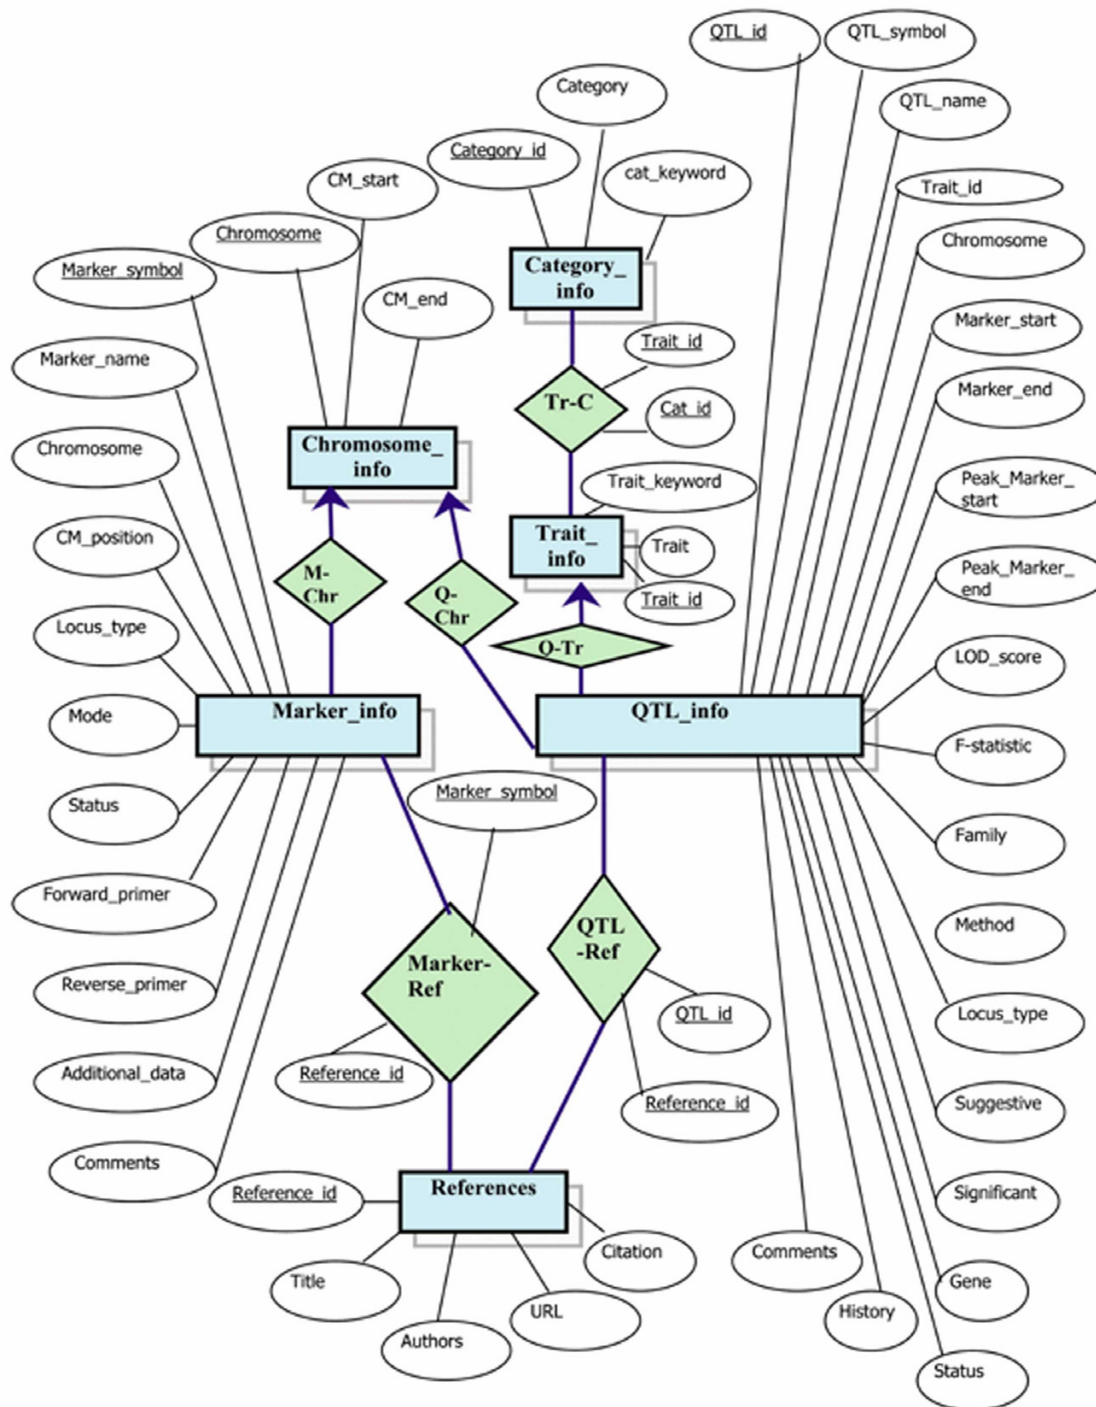 QTL_id
QTL_symbol
Category
QTL_name
Category_id
cat_keyword
CM_start
Trait_id
Chromosome
Chromosome
Marker_symbol
Category_
info
CM_end
Marker_start
Trait_id
Marker_name
Marker_end
Tr-C
Cat_id
Chromosome_
info
Chromosome
Trait_keyword
Peak_Marker_
start
CM_position
Trait_
info
Trait
M-
Chr
Q-
Chr
Peak_Marker_
end
Trait_id
Locus_type
Q-Tr
LOD_score
Mode
Marker_info
QTL_info
F-statistic
Status
Marker_symbol
Family
Forward_primer
QTL
-Ref
Method
Marker-
Ref
Reverse_primer
QTL_id
Locus_type
Additional_data
Reference_id
Reference_id
Suggestive
Comments
References
Reference_id
Significant
Citation
Comments
Title
URL
Gene
History
Authors
Status